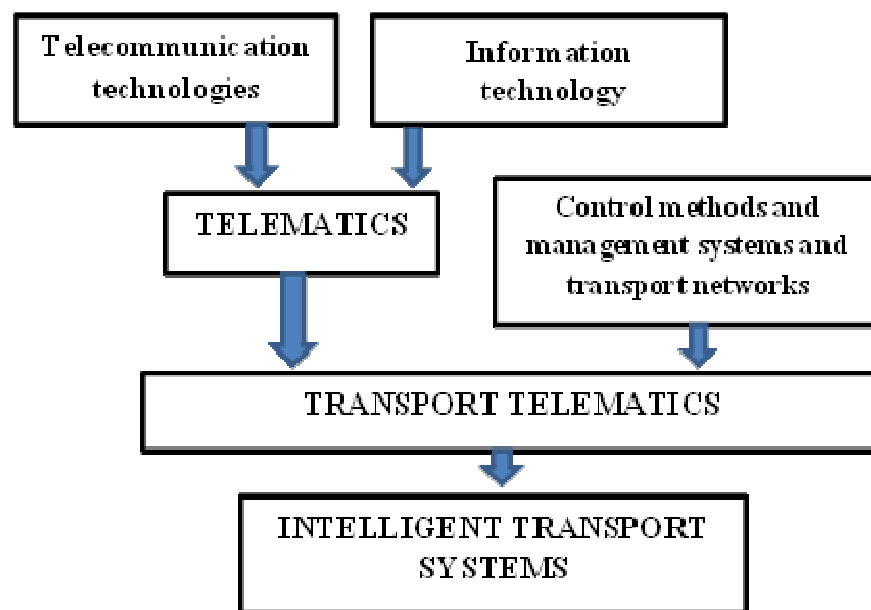 Telecommunication
technologies
Information
technology
TELEMATICS
Control methods and
management systems and
transport networks
TRANSPORT TELEMATICS
INTELLIGENT TRANSPORT
SYSTEMS